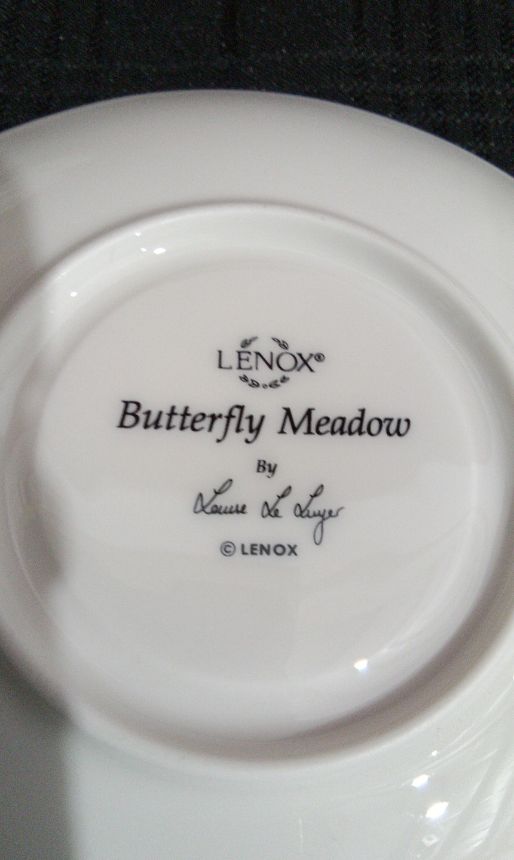 LENOX®
Butterfly Meadow
By
Louise Le Luyer
© LENOX